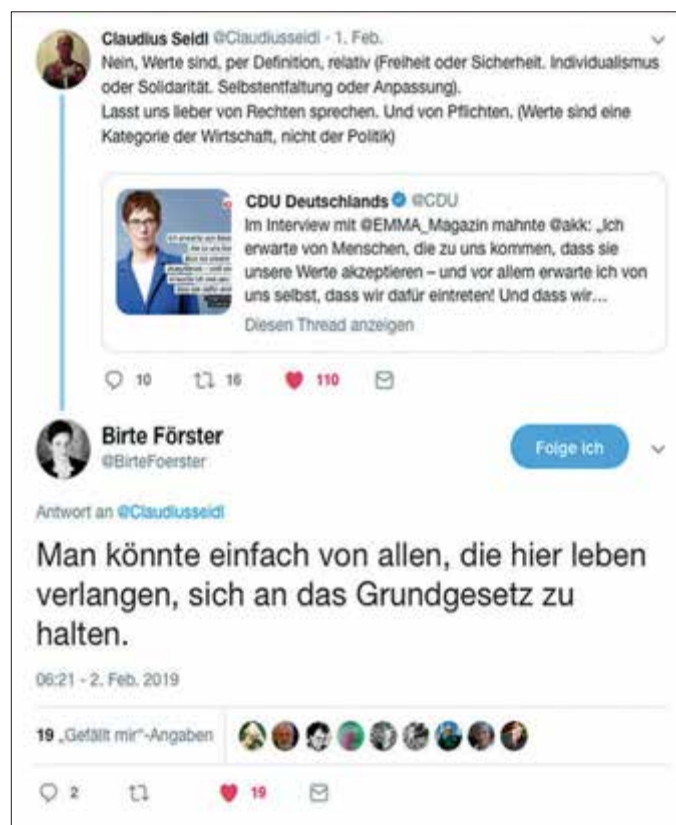 Claudius Seidl @Claudiusseidl · 1. Feb.
Nein, Werte sind, per Definition, relativ (Freiheit oder Sicherheit. Individualismus
oder Solidarität. Selbstentfaltung oder Anpassung).
Lasst uns lieber von Rechten sprechen. Und von Pflichten. (Werte sind eine
Kategorie der Wirtschaft, nicht der Politik)
CDU Deutschlands @CDU
Im Interview mit @EMMA_Magazin mahnte @akk: „Ich
erwarte von Menschen, die zu uns kommen, dass sie
unsere Werte akzeptieren – und vor allem erwarte ich von
uns selbst, dass wir dafür eintreten! Und dass wir...
Diesen Thread anzeigen
10 16 110
Birte Förster
@BirteFoerster
Folge ich
Antwort an @Claudiusseidl
Man könnte einfach von allen, die hier leben
verlangen, sich an das Grundgesetz zu
halten.
06:21 - 2. Feb. 2019
19 „Gefällt mir“-Angaben
2 19